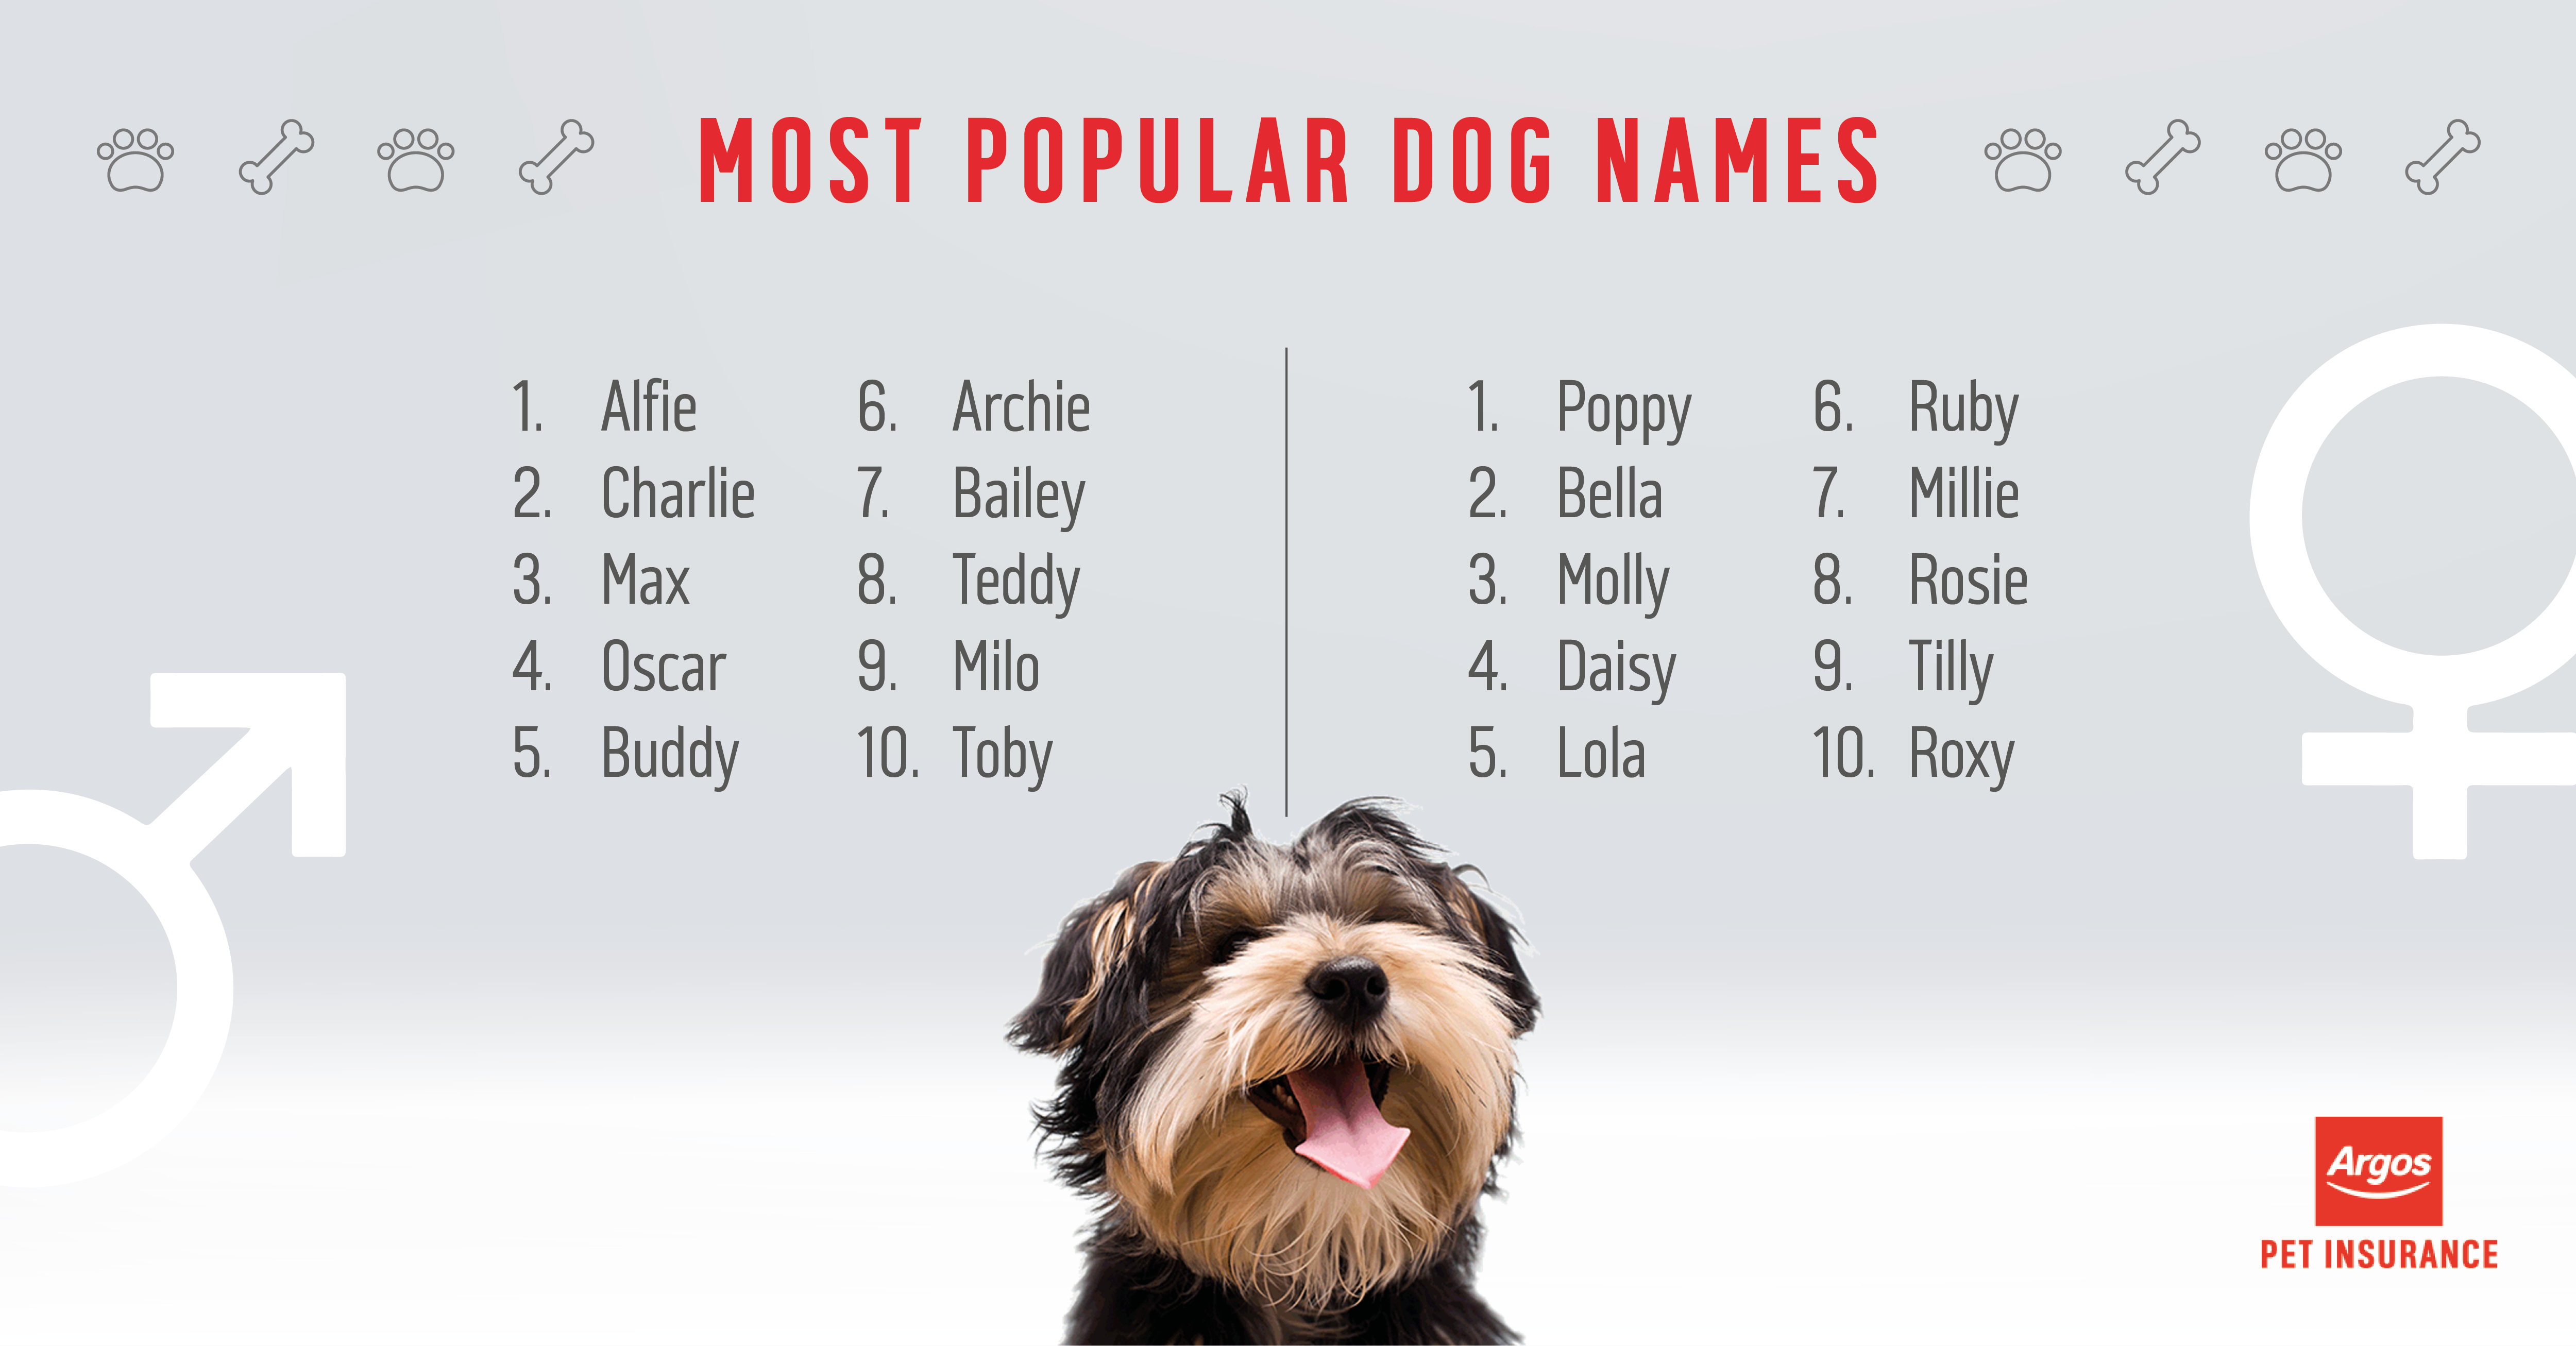 MOST POPULAR DOG NAMES
1. Alfie
2. Charlie
3. Max
4. Oscar
5. Buddy
6. Archie
7. Bailey
8. Teddy
9. Milo
10. Toby
1. Poppy
2. Bella
3. Molly
4. Daisy
5. Lola
6. Ruby
7. Millie
8. Rosie
9. Tilly
10. Roxy
Argos
PET INSURANCE